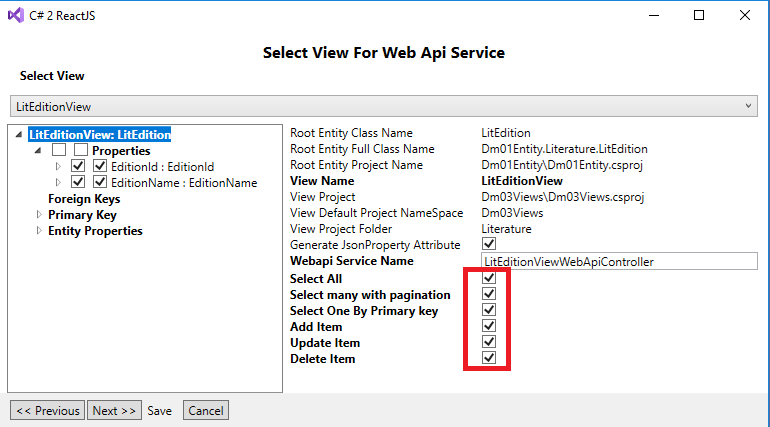 C# 2 ReactJS
Select View For Web Api Service
Select View
LitEditionView
LitEditionView: LitEdition
Properties
EditionId : EditionId
EditionName : EditionName
Foreign Keys
Primary Key
Entity Properties
Root Entity Class Name LitEdition
Root Entity Full Class Name Dm01Entity.Literature.LitEdition
Root Entity Project Name Dm01Entity\Dm01Entity.csproj
View Name LitEditionView
View Project Dm03Views\Dm03Views.csproj
View Default Project NameSpace Dm03Views
View Project Folder Literature
Generate JsonProperty Attribute
Webapi Service Name LitEditionViewWebApiController
Select All
Select many with pagination
Select One By Primary key
Add Item
Update Item
Delete Item
<< Previous Next >> Save Cancel